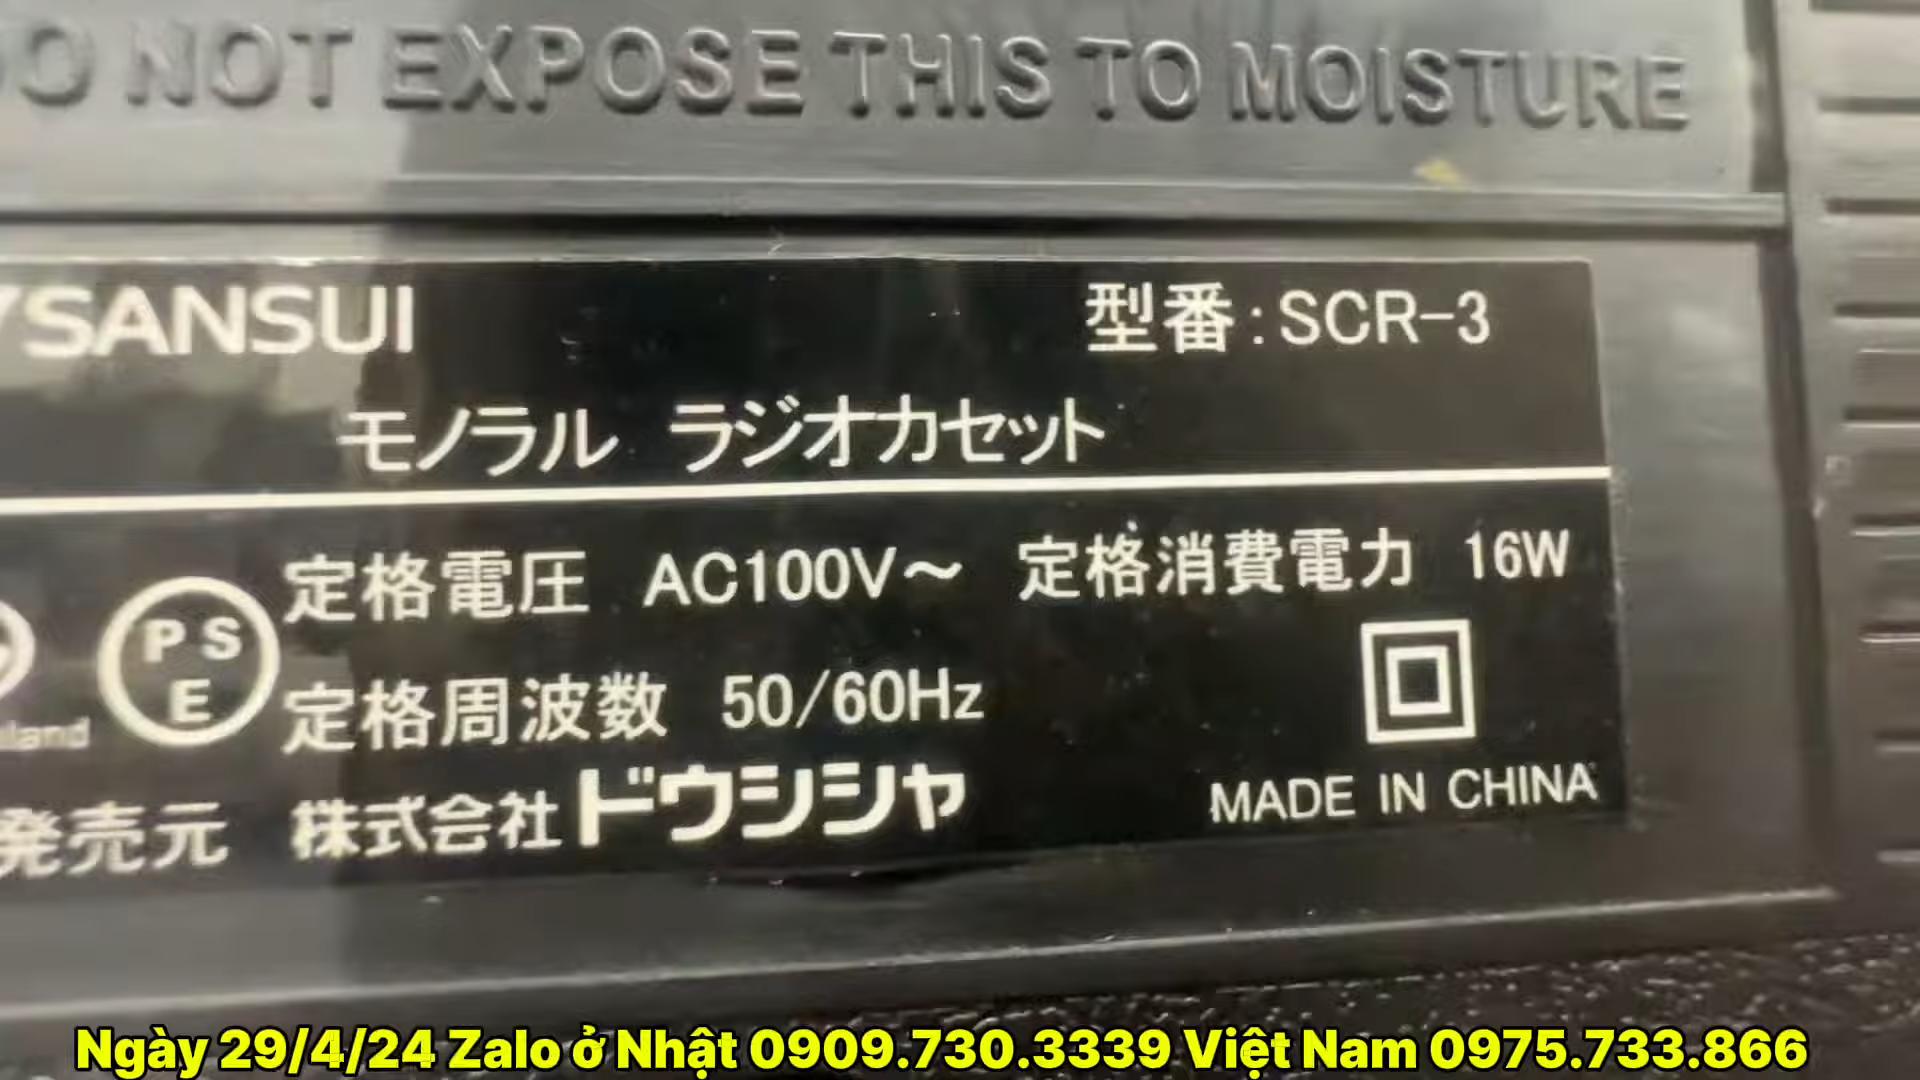 DO NOT EXPOSE THIS TO MOISTURE
SANSUI 型番:SCR-3
モノラル ラジオカセット
定格電圧 AC100V～ 定格消費電力 16W
PSE
定格周波数 50/60Hz
発売元 株式会社ドウシシャ
MADE IN CHINA
Ngày 29/4/24 Zalo ở Nhật 0909.730.3339 Việt Nam 0975.733.866